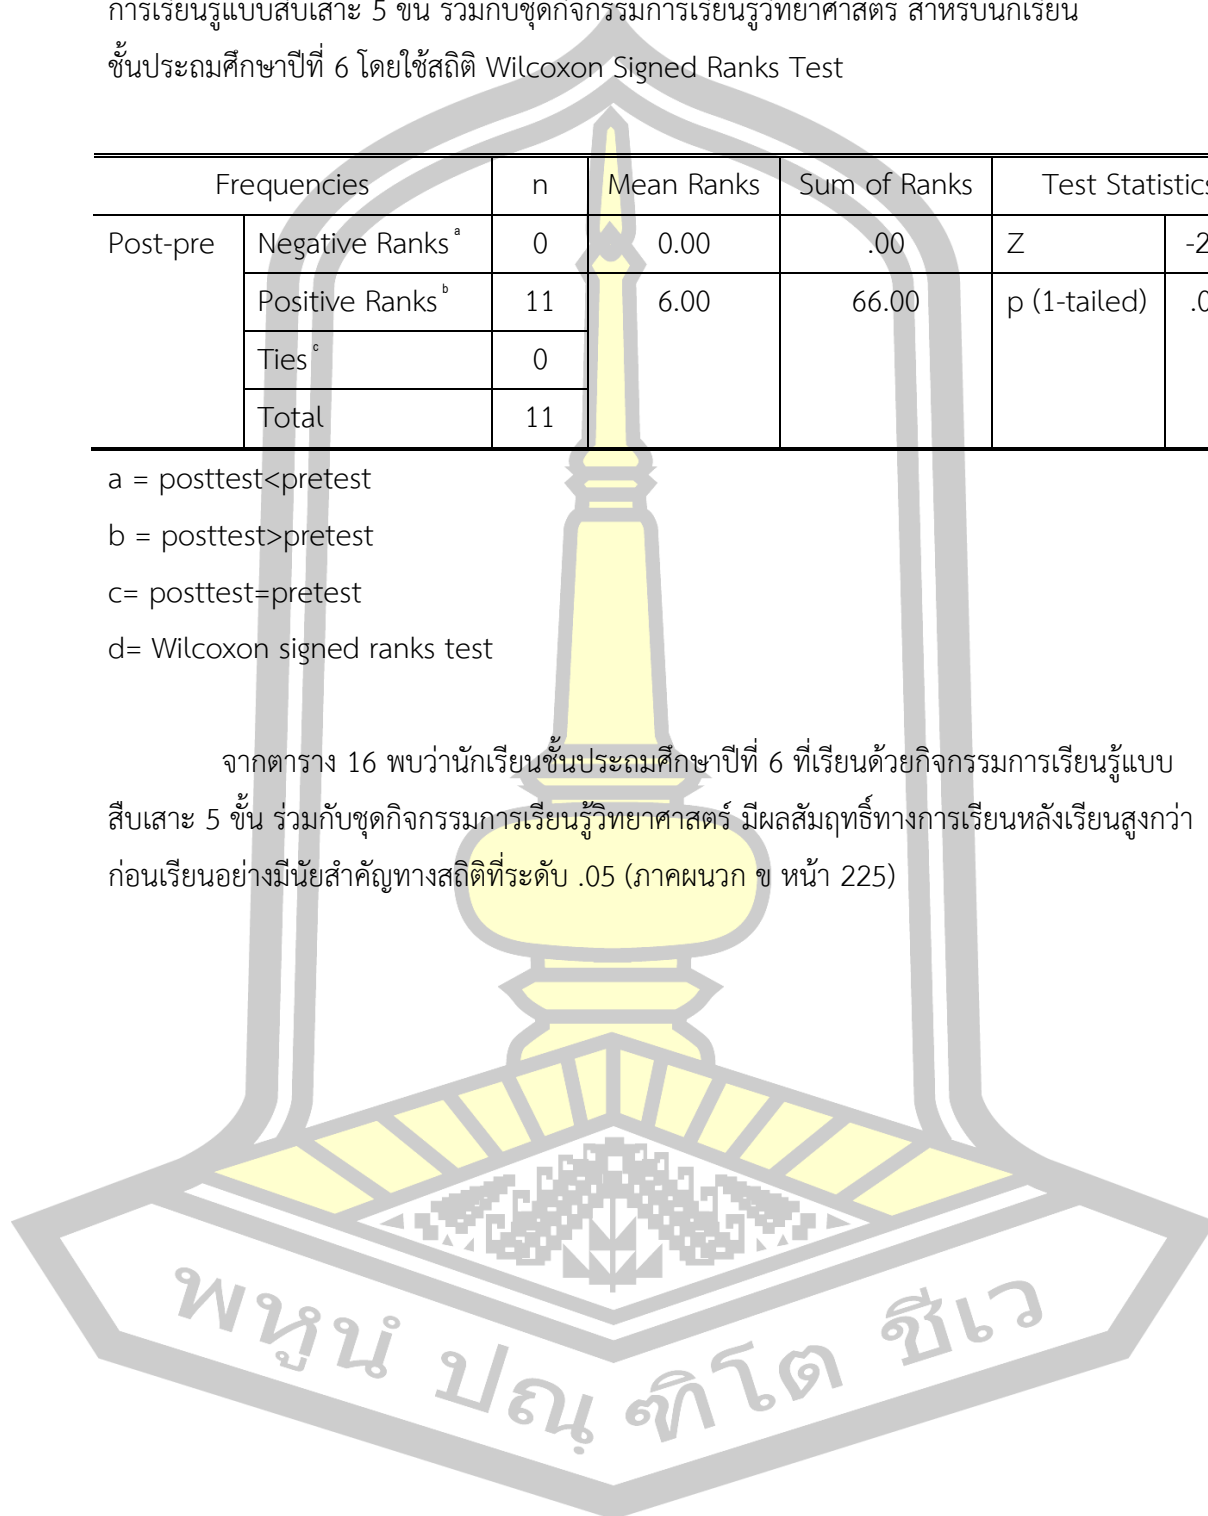 การเรียนรู้แบบสืบเสาะ 5 ขั้น ร่วมกับชุดกิจกรรมการเรียนรู้วิทยาศาสตร์ สำหรับนักเรียน
ชั้นประถมศึกษาปีที่ 6 โดยใช้สถิติ Wilcoxon Signed Ranks Test
Frequencies n Mean Ranks Sum of Ranks Test Statistics
Post-pre Negative Ranks a 0 0.00 .00 Z -2
Positive Ranks b 11 6.00 66.00 p (1-tailed) .0
Ties c 0
Total 11
a = posttest<pretest
b = posttest>pretest
c= posttest=pretest
d= Wilcoxon signed ranks test
จากตาราง 16 พบว่านักเรียนชั้นประถมศึกษาปีที่ 6 ที่เรียนด้วยกิจกรรมการเรียนรู้แบบ
สืบเสาะ 5 ขั้น ร่วมกับชุดกิจกรรมการเรียนรู้วิทยาศาสตร์ มีผลสัมฤทธิ์ทางการเรียนหลังเรียนสูงกว่า
ก่อนเรียนอย่างมีนัยสำคัญทางสถิติที่ระดับ .05 (ภาคผนวก ข หน้า 225)
พหูนํ ปณฺฑิโต ชีเว